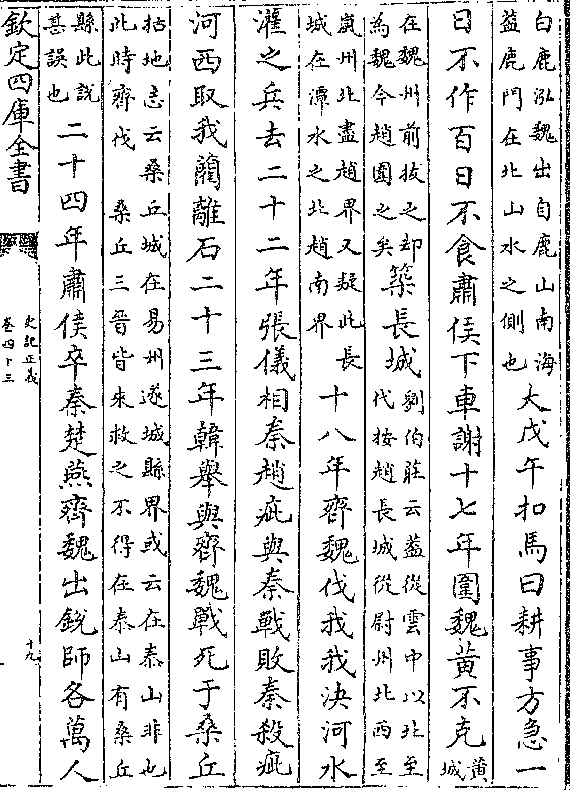 白鹿泓魏出自鹿山南海
蓋鹿門在北山水之側也
大戊午扣馬曰耕事方急一
日不作百日不食肅侯下車謝十七年圍魏黃不克
黃
城
在魏州前拔之却
為魏今趙圍之矣
築長城
劉伯莊云蓋從雲中以北至
代按趙長城從尉州北西至
嵐州北盡趙界又疑此長
城在潭水之北趙南界
十八年齊魏伐我我決河水
灌之兵去二十二年張儀相秦趙疵與秦戰敗秦殺疵
河西取我藺離石二十三年韓舉與齊魏戰死于桑丘
括地志云桑丘城在易州遂城縣界或云在泰山非也
此時齊伐 桑丘三晉皆來救之不得在泰山有桑丘
縣此說
甚誤也
二十四年肅侯卒秦楚燕齊魏出銳師各萬人
欽定四庫全書
史記正義
卷四十三
十九